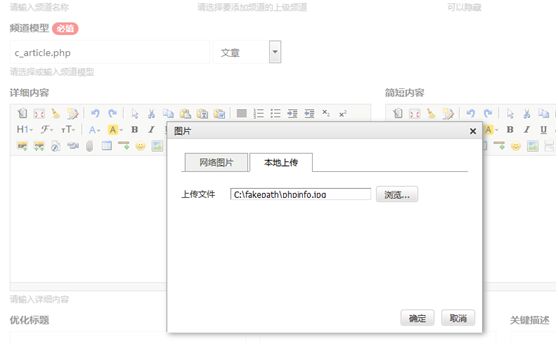 请输入频道名称 请选择要添加频道的上级频道 可以隐藏
频道模型 必填
c_article.php 文章
请选择或输入频道模型
详细内容 简短内容
图片
网络图片 本地上传
上传文件 C:\fakepath\phpinfo.jpg 浏览...
确定 取消
请输入详细内容
优化标题 关键描述